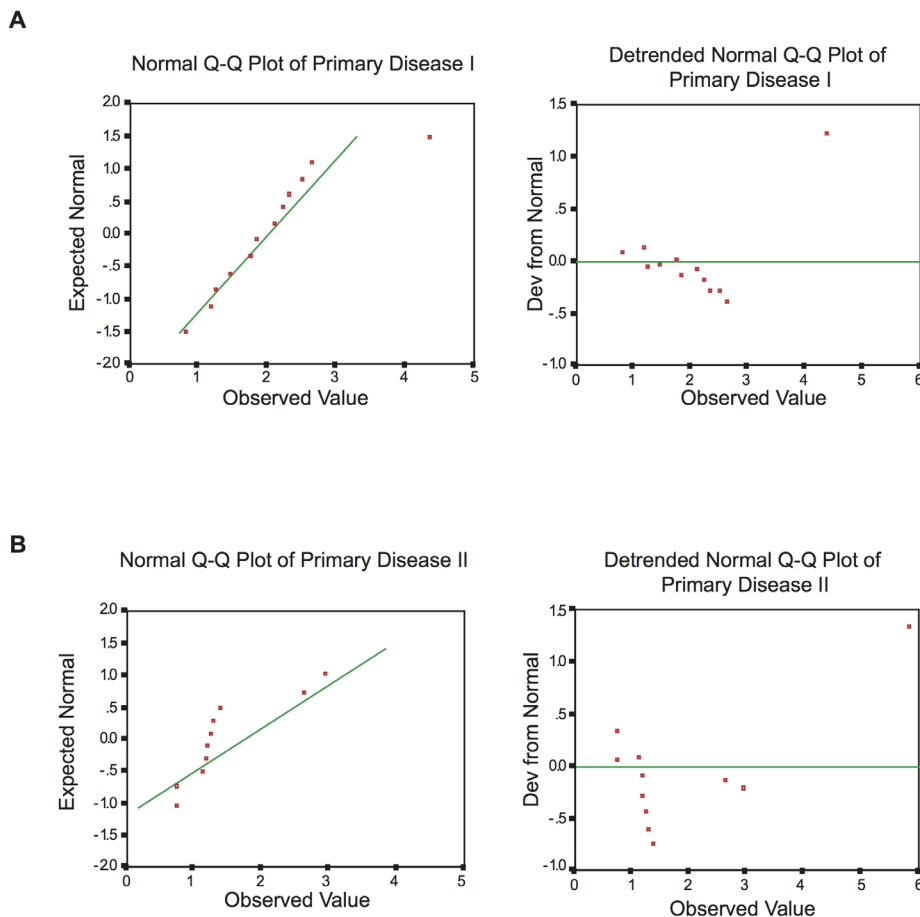 A
Normal Q-Q Plot of Primary Disease I
2.0
1.5
1.0
.5
0.0
-.5
-1.0
-1.5
-2.0
Expected Normal
0 1 2 3 4 5
Observed Value
Detrended Normal Q-Q Plot of
Primary Disease I
1.5
1.0
.5
0.0
-.5
-1.0
Dev from Normal
0 1 2 3 4 5 6
Observed Value
B
Normal Q-Q Plot of Primary Disease II
2.0
1.5
1.0
.5
0.0
-.5
-1.0
-1.5
-2.0
Expected Normal
0 1 2 3 4 5
Observed Value
Detrended Normal Q-Q Plot of
Primary Disease II
1.5
1.0
.5
0.0
-.5
-1.0
Dev from Normal
0 1 2 3 4 5 6
Observed Value